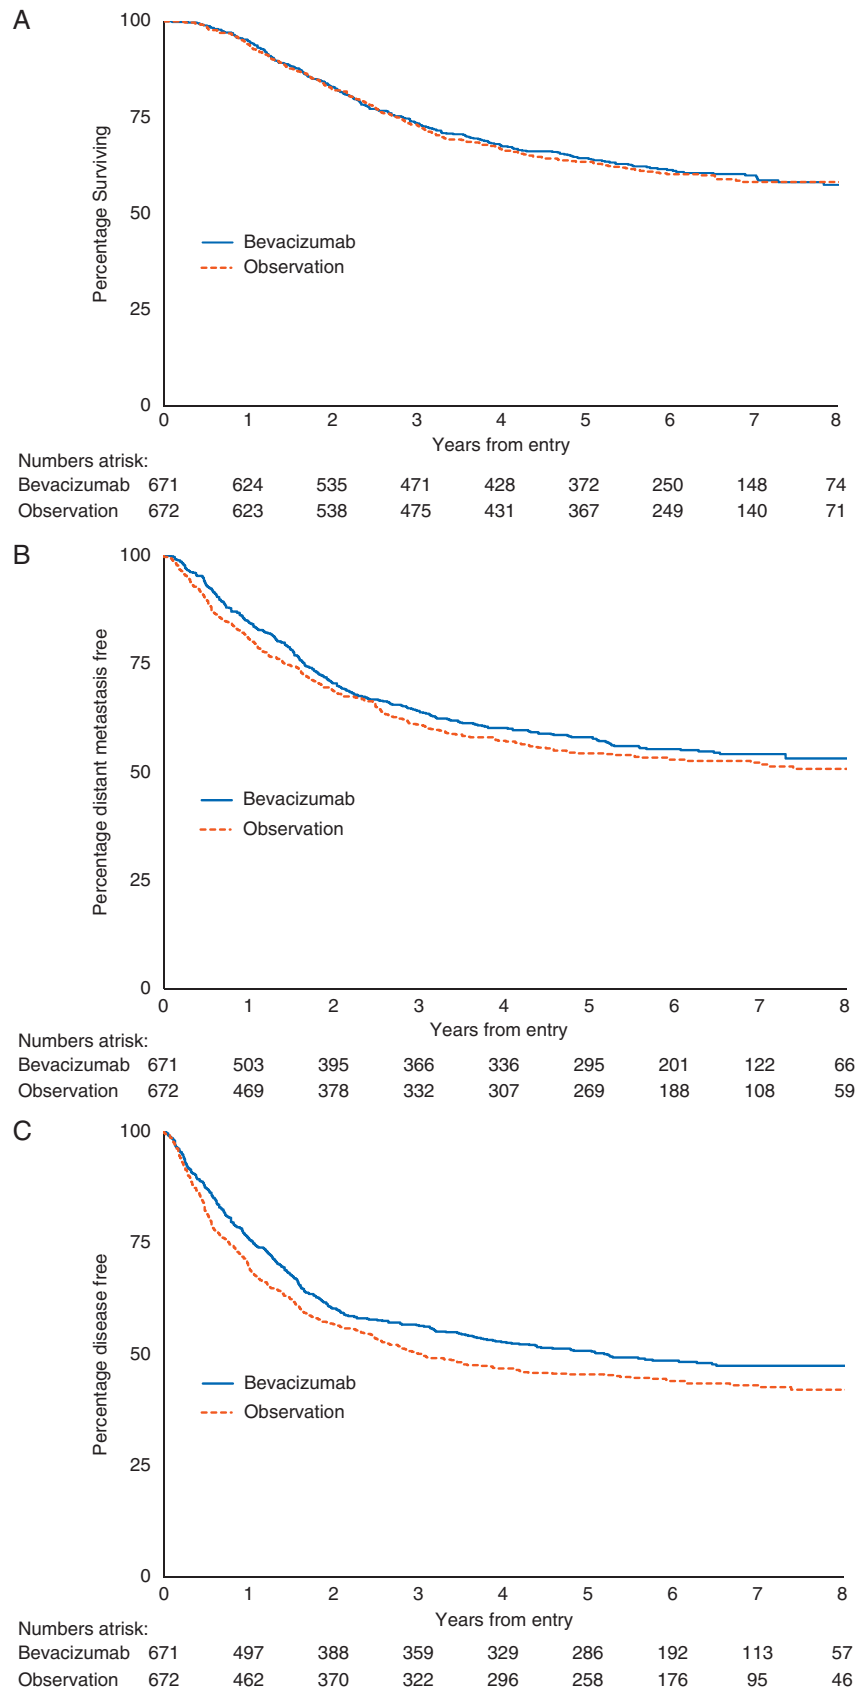 A
100
75
50
25
0
Percentage Surviving
Bevacizumab
Observation
0 1 2 3 4 5 6 7 8
Years from entry
Numbers atrisk:
Bevacizumab 671 624 535 471 428 372 250 148 74
Observation 672 623 538 475 431 367 249 140 71
B
100
75
50
25
0
Percentage distant metastasis free
Bevacizumab
Observation
0 1 2 3 4 5 6 7 8
Years from entry
Numbers atrisk:
Bevacizumab 671 503 395 366 336 295 201 122 66
Observation 672 469 378 332 307 269 188 108 59
C
100
75
50
25
0
Percentage disease free
Bevacizumab
Observation
0 1 2 3 4 5 6 7 8
Years from entry
Numbers atrisk:
Bevacizumab 671 497 388 359 329 286 192 113 57
Observation 672 462 370 322 296 258 176 95 46